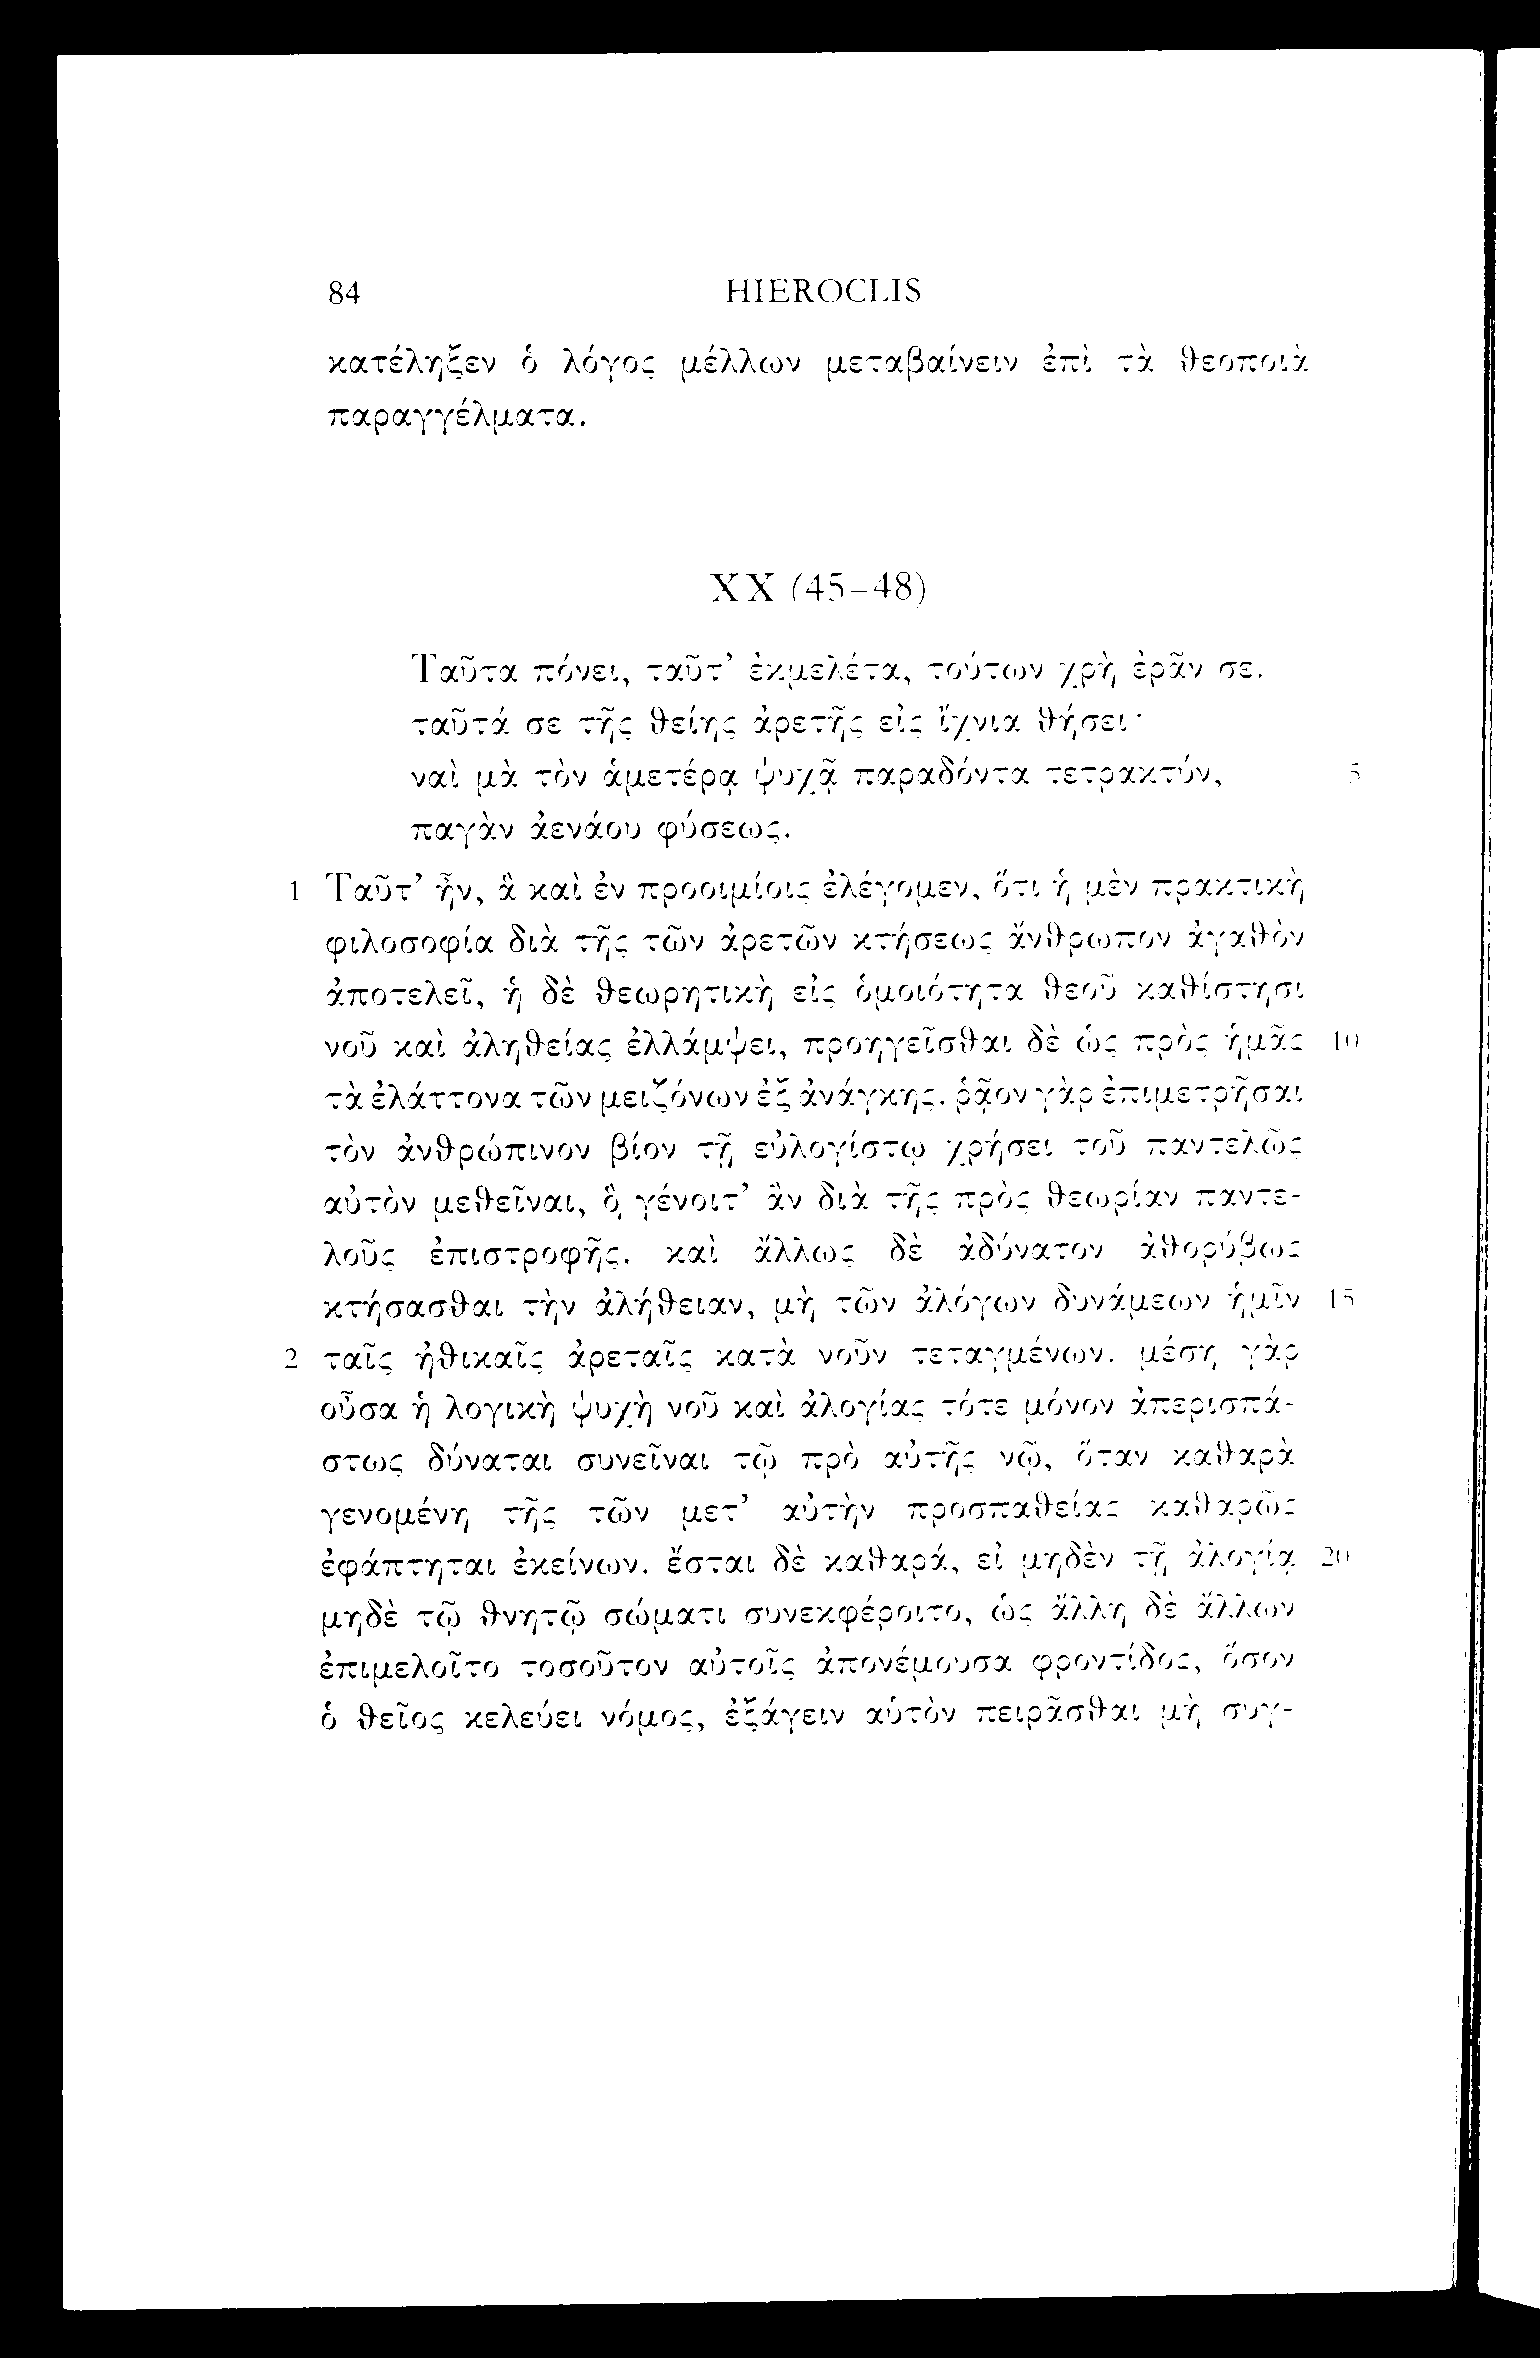 84 HIEROCLIS
κατέληξεν ὁ λόγος μέλλων μεταβαίνειν ἐπὶ τὰ θεοποιὰ
παραγγέλματα.
XX (45–48)
Ταῦτα πόνει, ταῦτ’ ἐκμελέτα, τούτων χρὴ ἐρᾶν σε.
ταῦτά σε τῆς θείης ἀρετῆς εἰς ἴχνια θήσει·
ναὶ μὰ τὸν ἁμετέρᾳ ψυχᾷ παραδόντα τετρακτύν, 5
παγὰν ἀενάου φύσεως.
1 Ταῦτ’ ἦν, ἃ καὶ ἐν προοιμίοις ἐλέγομεν, ὅτι ἡ μὲν πρακτικὴ
φιλοσοφία διὰ τῆς τῶν ἀρετῶν κτήσεως ἄνθρωπον ἀγαθὸν
ἀποτελεῖ, ἡ δὲ θεωρητικὴ εἰς ὁμοιότητα θεοῦ καθίστησι
νοῦ καὶ ἀληθείας ἐλλάμψει, προηγεῖσθαι δὲ ὡς πρὸς ἡμᾶς 10
τὰ ἐλάττονα τῶν μειζόνων ἐξ ἀνάγκης. ῥᾷον γὰρ ἐπιμετρῆσαι
τὸν ἀνθρώπινον βίον τῇ εὐλογίστῳ χρήσει τοῦ παντελῶς
αὐτὸν μεθεῖναι, ὃ γένοιτ’ ἂν διὰ τῆς πρὸς θεωρίαν παντε-
λοῦς ἐπιστροφῆς. καὶ ἄλλως δὲ ἀδύνατον ἀθορύβως
κτήσασθαι τὴν ἀλήθειαν, μὴ τῶν ἀλόγων δυνάμεων ἡμῖν 15
2 ταῖς ἠθικαῖς ἀρεταῖς κατὰ νοῦν τεταγμένων. μέση γὰρ
οὖσα ἡ λογικὴ ψυχὴ νοῦ καὶ ἀλογίας τότε μόνον ἀπερισπά-
στως δύναται συνεῖναι τῷ πρὸ αὐτῆς νῷ, ὅταν καθαρὰ
γενομένη τῆς τῶν μετ’ αὐτὴν προσπαθείας καθαρῶς
ἐφάπτηται ἐκείνων. ἔσται δὲ καθαρά, εἰ μηδὲν τῇ ἀλογίᾳ 20
μηδὲ τῷ θνητῷ σώματι συνεκφέροιτο, ὡς ἄλλη δὲ ἄλλων
ἐπιμελοῖτο τοσοῦτον αὐτοῖς ἀπονέμουσα φροντίδος, ὅσον
ὁ θεῖος κελεύει νόμος, ἐξάγειν αὑτὸν πειρᾶσθαι μὴ συγ-